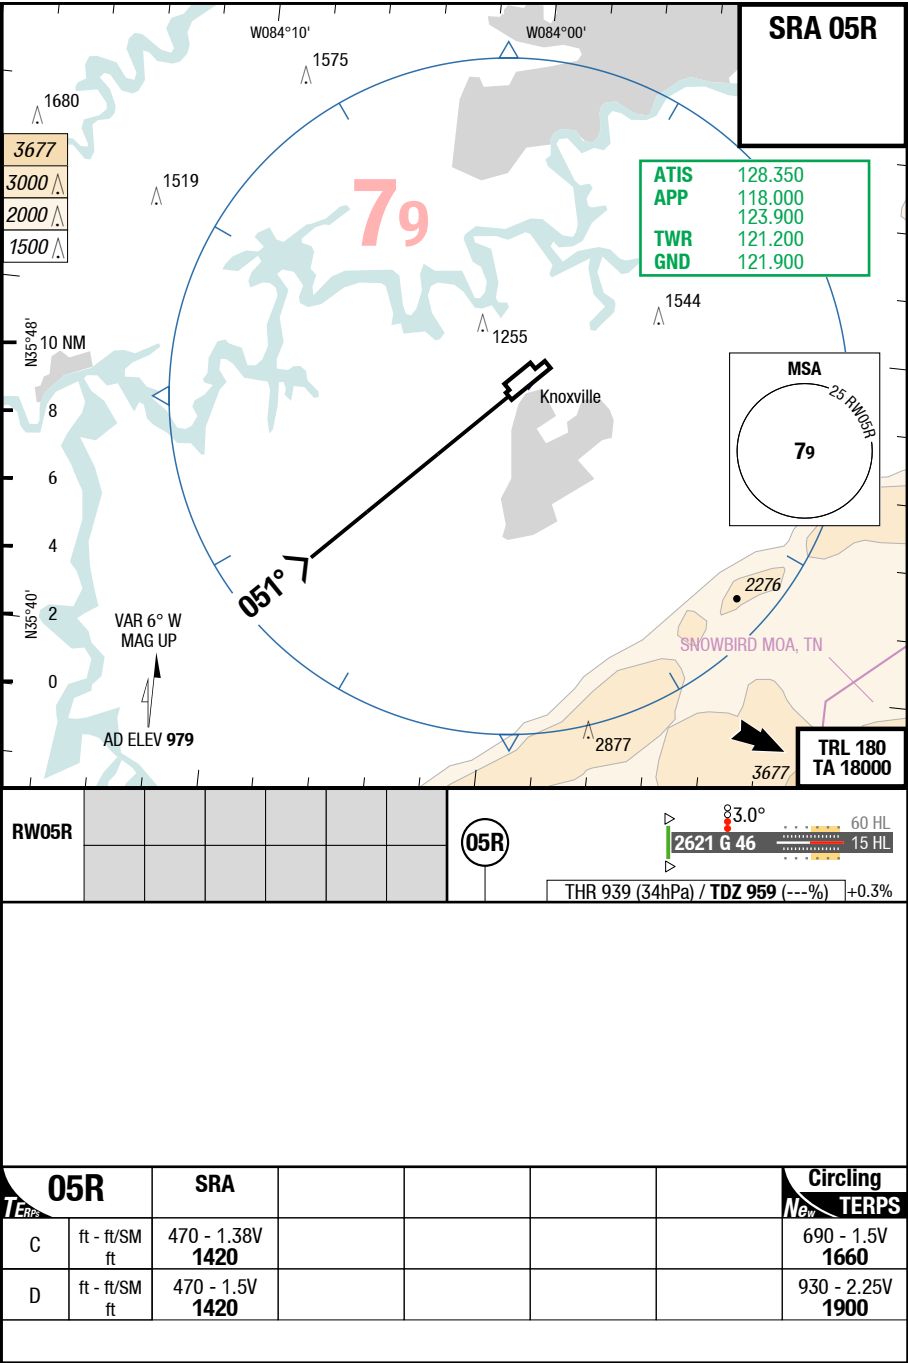 SRA 05R
W084°10'
W084°00'
1575
1680
3677
3000
2000
1500
1519
79
ATIS 128.350
APP 118.000
123.900
TWR 121.200
GND 121.900
1544
1255
N35°48'
10 NM
8
6
4
2
0
Knoxville
MSA
25 RW05R
79
051°
N35°40'
2276
SNOWBIRD MOA, TN
VAR 6° W
MAG UP
AD ELEV 979
2877
3677
TRL 180
TA 18000
RW05R
05R
3.0°
60 HL
2621 G 46
15 HL
THR 939 (34hPa) / TDZ 959 (---%)
+0.3%
TERPS
05R
SRA
Circling
New TERPS
C
ft - ft/SM
ft
470 - 1.38V
1420
690 - 1.5V
1660
D
ft - ft/SM
ft
470 - 1.5V
1420
930 - 2.25V
1900